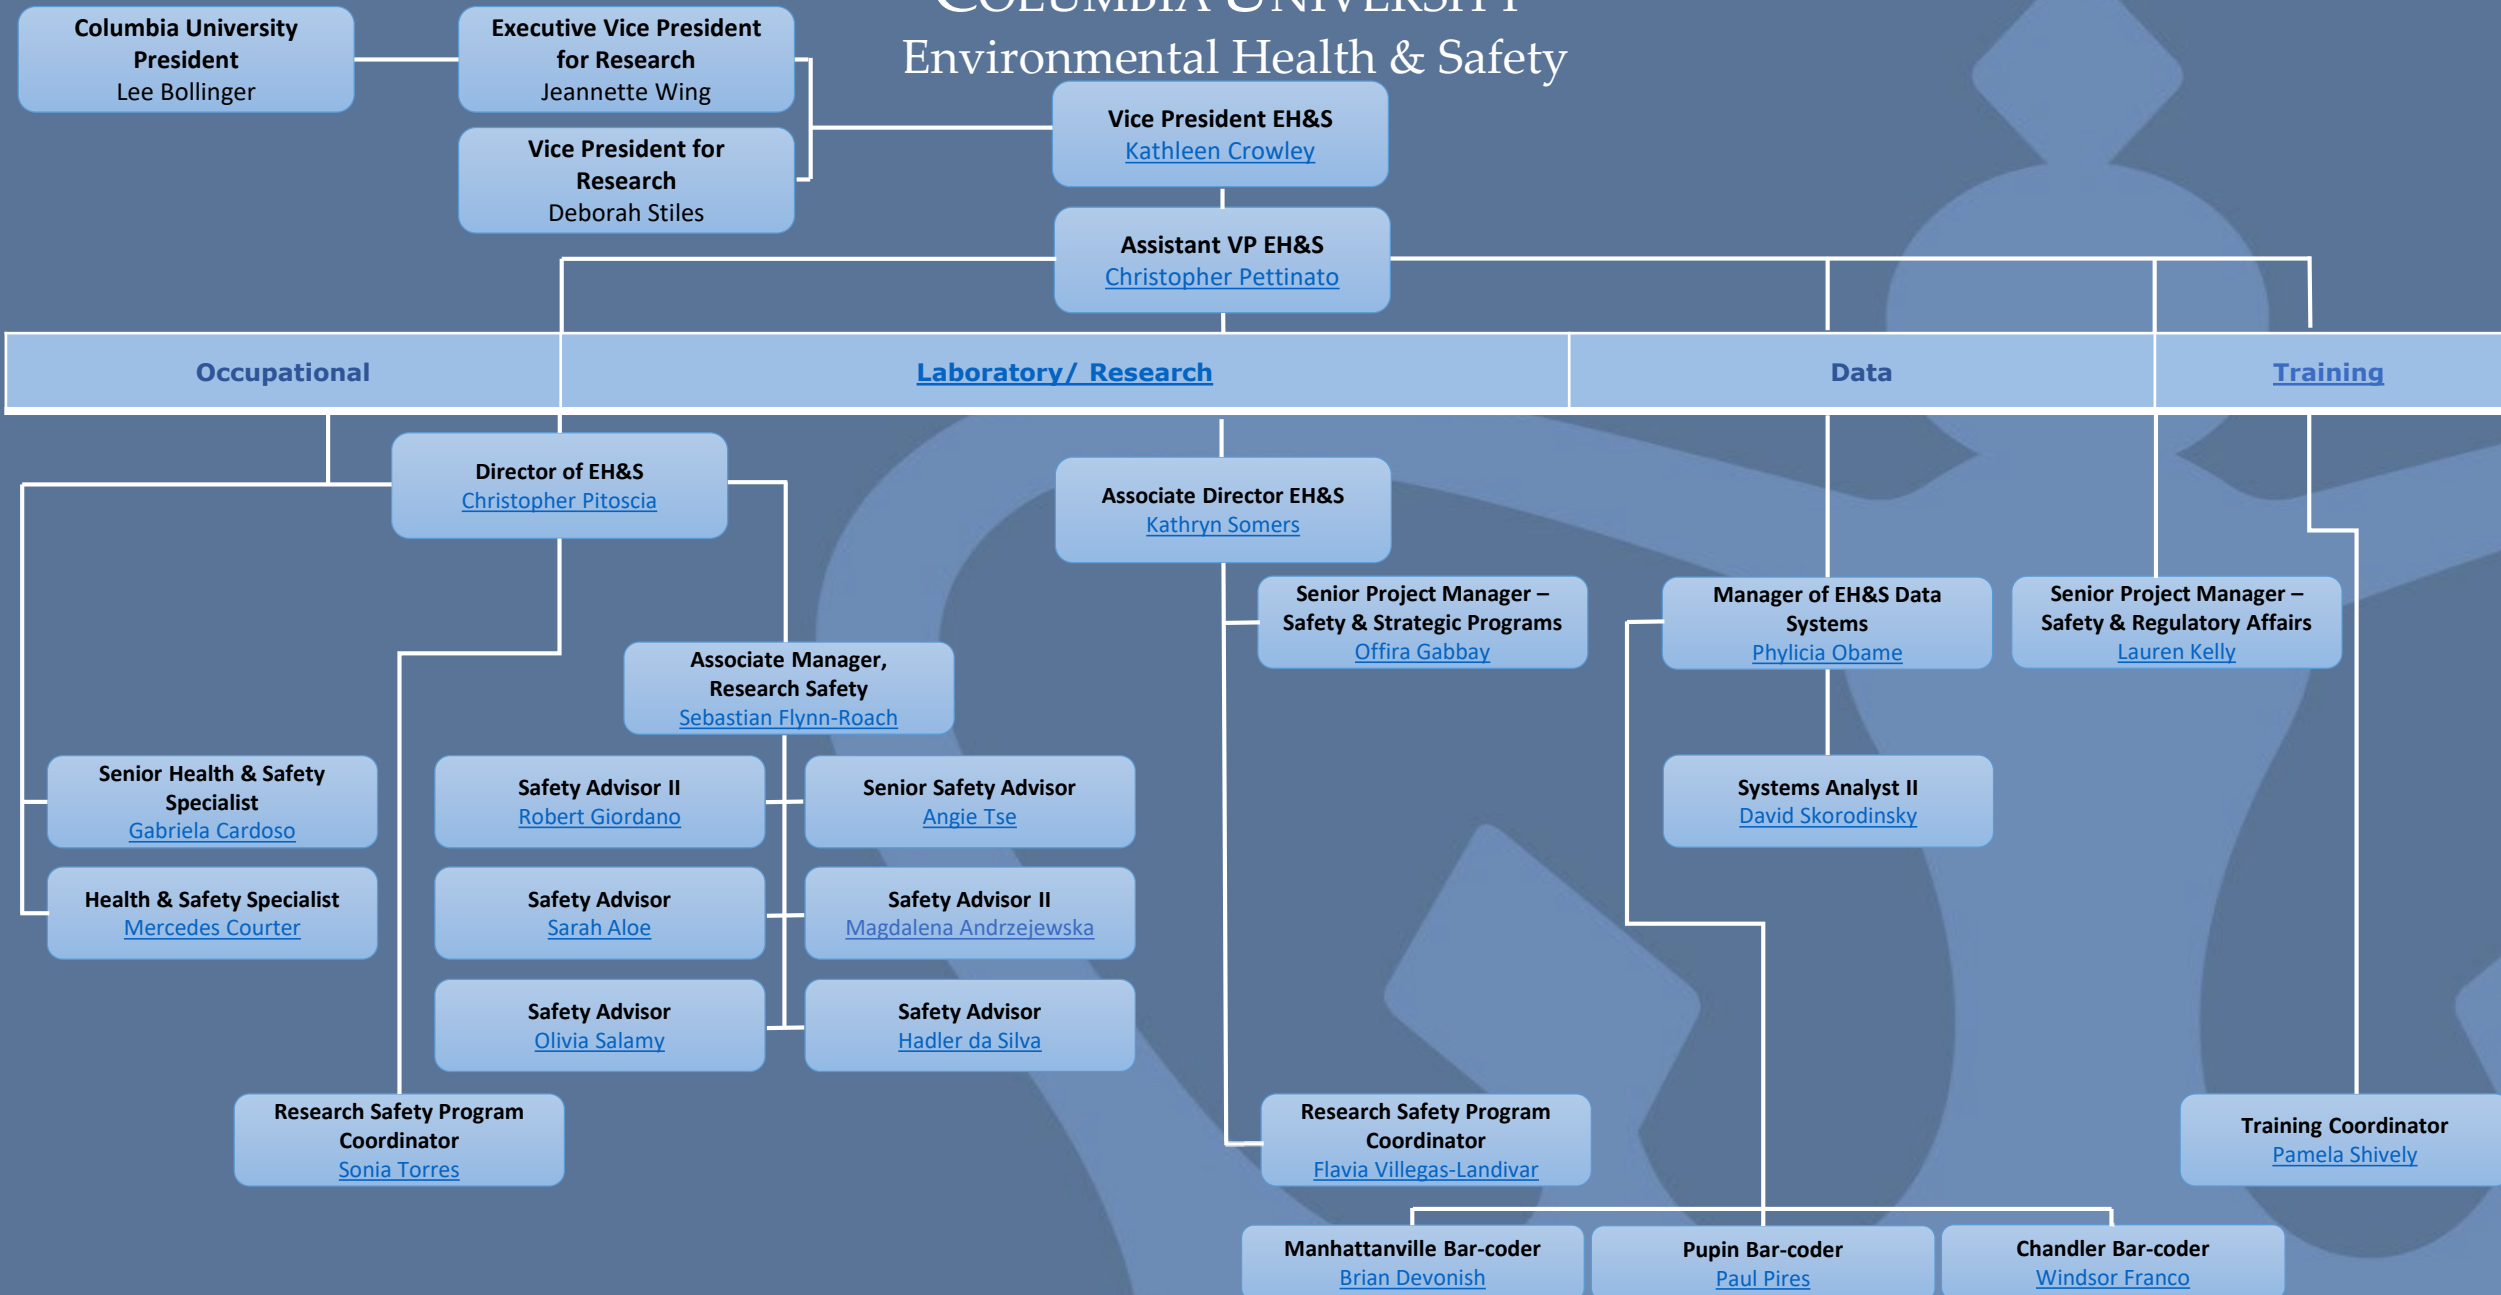 COLUMBIA UNIVERSITY
Environmental Health & Safety
Columbia University
President
Lee Bollinger
Executive Vice President
for Research
Jeannette Wing
Vice President for
Research
Deborah Stiles
Vice President EH&S
Kathleen Crowley
Assistant VP EH&S
Christopher Pettinato
Occupational
Laboratory/ Research
Data
Training
Director of EH&S
Christopher Pitoscia
Associate Director EH&S
Kathryn Somers
Senior Project Manager –
Safety & Strategic Programs
Offira Gabbay
Manager of EH&S Data
Systems
Phylicia Obame
Senior Project Manager –
Safety & Regulatory Affairs
Lauren Kelly
Associate Manager,
Research Safety
Sebastian Flynn-Roach
Senior Health & Safety
Specialist
Gabriela Cardoso
Safety Advisor II
Robert Giordano
Senior Safety Advisor
Angie Tse
Systems Analyst II
David Skorodinsky
Health & Safety Specialist
Mercedes Courter
Safety Advisor
Sarah Aloe
Safety Advisor II
Magdalena Andrzejewska
Safety Advisor
Olivia Salamy
Safety Advisor
Hadler da Silva
Research Safety Program
Coordinator
Sonia Torres
Research Safety Program
Coordinator
Flavia Villegas-Landivar
Training Coordinator
Pamela Shively
Manhattanville Bar-coder
Brian Devonish
Pupin Bar-coder
Paul Pires
Chandler Bar-coder
Windsor Franco